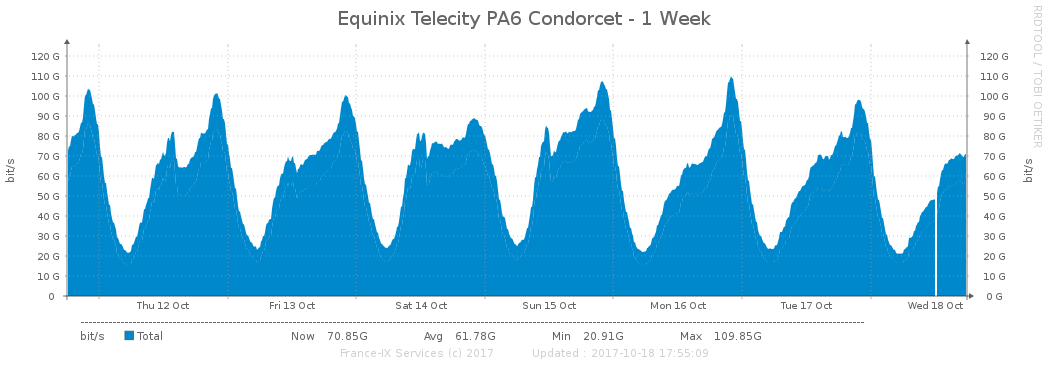 Equinix Telecity PA6 Condorcet - 1 Week
RRDTOOL / TOBI OETIKER
bit/s
120 G 120 G
110 G 110 G
100 G 100 G
90 G 90 G
80 G 80 G
70 G 70 G
60 G 60 G
50 G 50 G
40 G 40 G
30 G 30 G
20 G 20 G
10 G 10 G
0 0 G
bit/s
Thu 12 Oct Fri 13 Oct Sat 14 Oct Sun 15 Oct Mon 16 Oct Tue 17 Oct Wed 18 Oct
bit/s Total Now 70.85G Avg 61.78G Min 20.91G Max 109.85G
France-IX Services (c) 2017 Updated : 2017-10-18 17:55:09